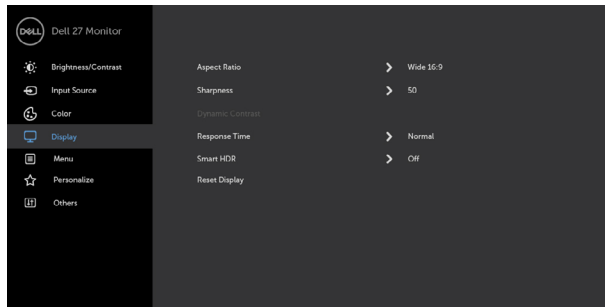 DELL Dell 27 Monitor
Brightness/Contrast
Input Source
Color
Display
Menu
Personalize
Others
Aspect Ratio Wide 16:9
Sharpness 50
Dynamic Contrast
Response Time Normal
Smart HDR Off
Reset Display